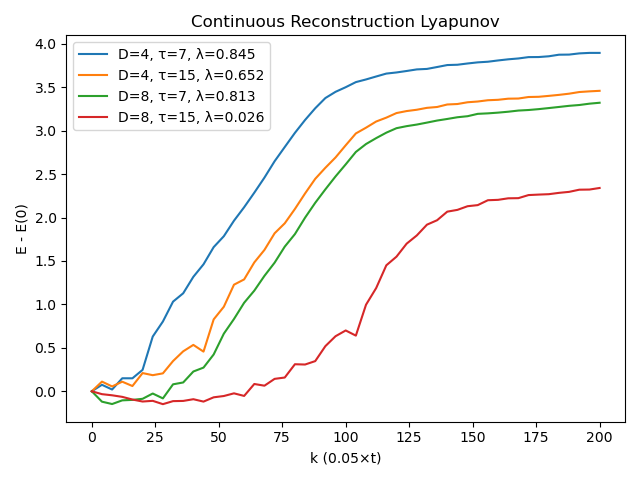 Continuous Reconstruction Lyapunov
D=4, τ=7, λ=0.845
D=4, τ=15, λ=0.652
D=8, τ=7, λ=0.813
D=8, τ=15, λ=0.026
E - E(0)
4.0
3.5
3.0
2.5
2.0
1.5
1.0
0.5
0.0
0 25 50 75 100 125 150 175 200
k (0.05×t)